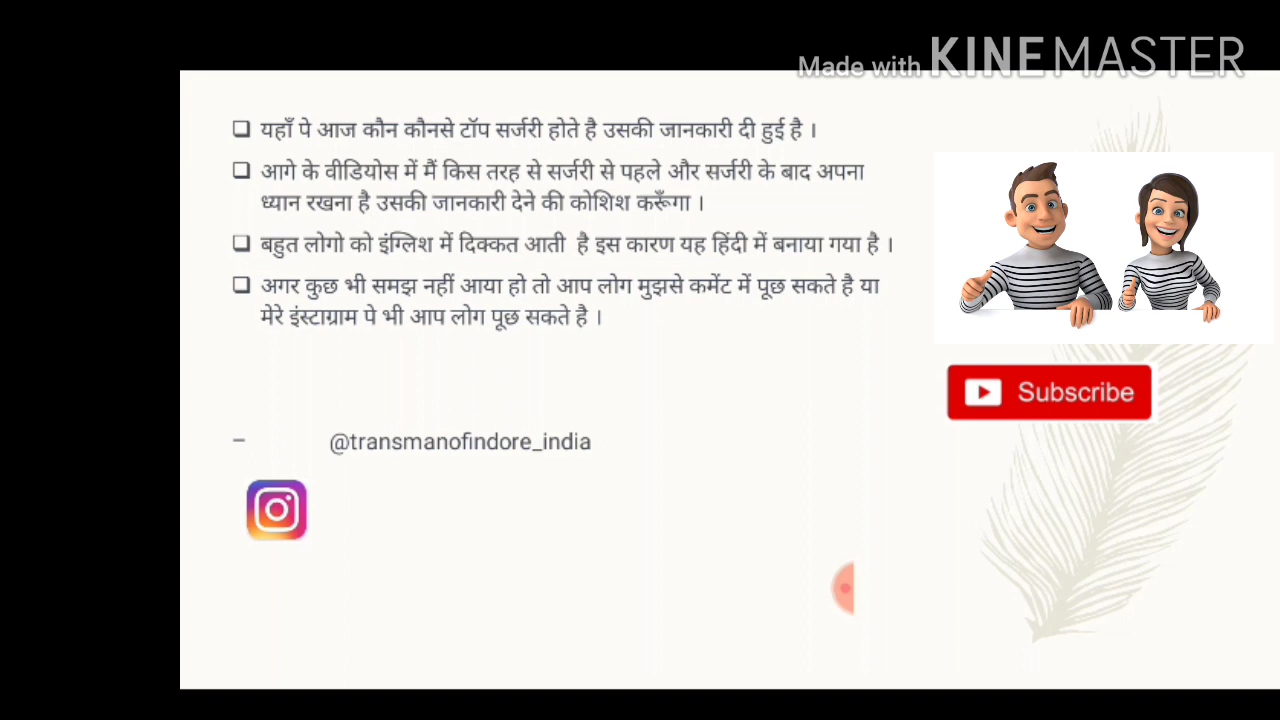 Made with KINEMASTER
यहाँ पे आज कौन कौनसे टॉप सर्जरी होते है उसकी जानकारी दी हुई है ।
आगे के वीडियोस में मैं किस तरह से सर्जरी से पहले और सर्जरी के बाद अपना
ध्यान रखना है उसकी जानकारी देने की कोशिश करूँगा ।
बहुत लोगो को इंग्लिश में दिक्कत आती है इस कारण यह हिंदी में बनाया गया है ।
अगर कुछ भी समझ नहीं आया हो तो आप लोग मुझसे कमेंट में पूछ सकते है या
मेरे इंस्टाग्राम पे भी आप लोग पूछ सकते है ।
Subscribe
– @transmanofindore_india